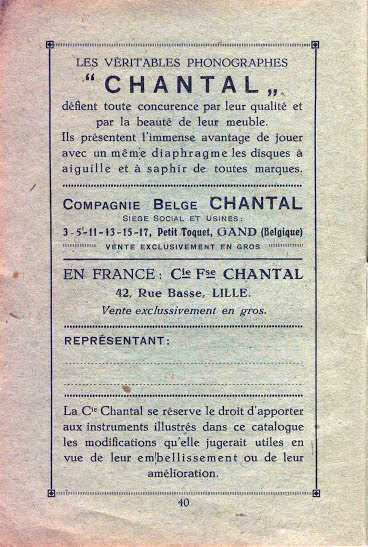 LES VÉRITABLES PHONOGRAPHES
“ CHANTAL „
défient toute concurence par leur qualité et
par la beauté de leur meuble.
Ils présentent l'immense avantage de jouer
avec un même diaphragme les disques à
aiguille et à saphir de toutes marques.
COMPAGNIE BELGE CHANTAL
SIEGE SOCIAL ET USINES:
3-5-11-13-15-17, Petit Toquet, GAND (Belgique)
VENTE EXCLUSIVEMENT EN GROS
EN FRANCE: Cie Fse CHANTAL
42, Rue Basse, LILLE.
Vente exclussivement en gros.
REPRÉSENTANT:
La Cie Chantal se réserve le droit d'apporter
aux instruments illustrés dans ce catalogue
les modifications qu'elle jugerait utiles en
vue de leur embellissement ou de leur
amélioration.
40